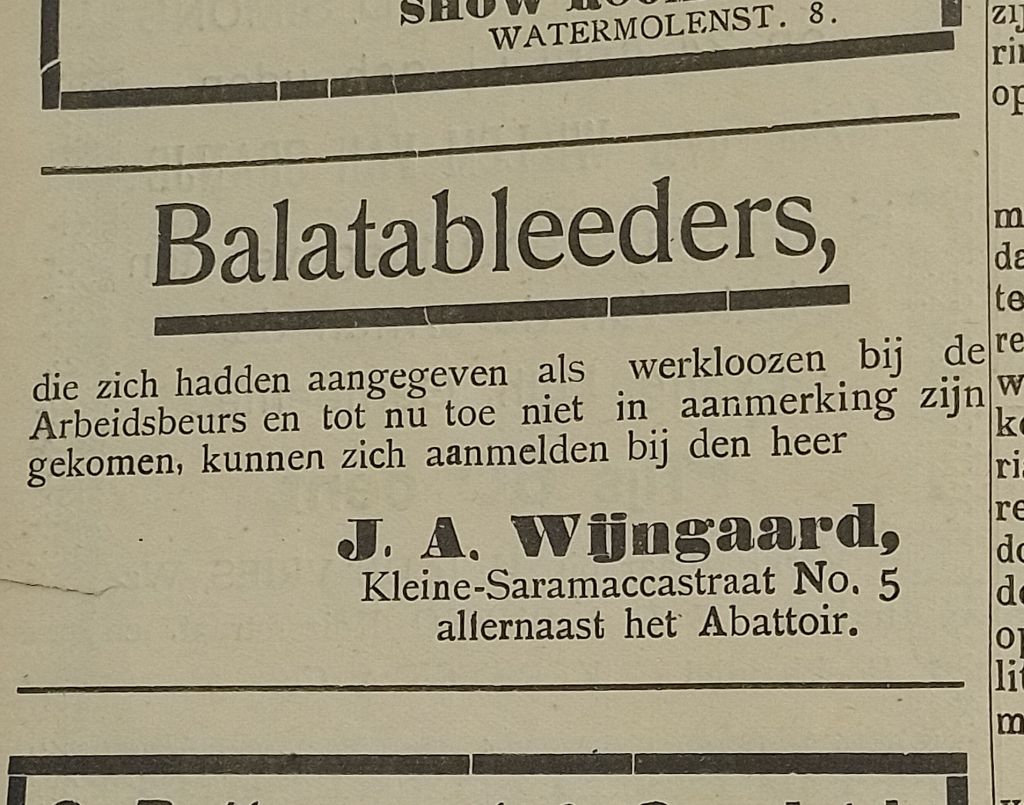 SHOW
WATERMOLENST. 8.
Balatableeders,
die zich hadden aangegeven als werkloozen bij de
Arbeidsbeurs en tot nu toe niet in aanmerking zijn
gekomen, kunnen zich aanmelden bij den heer
J. A. Wijngaard,
Kleine-Saramaccastraat No. 5
allernaast het Abattoir.